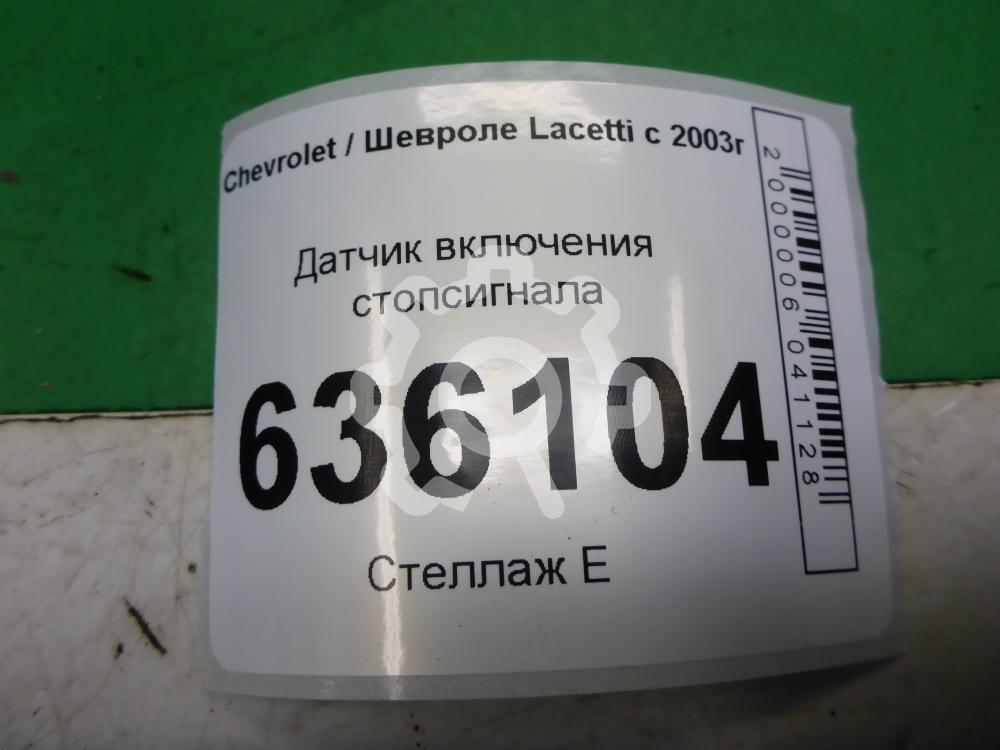 Chevrolet / Шевроле Lacetti с 2003г
Датчик включения
стопсигнала
636104
Стеллаж Е
2000006041128